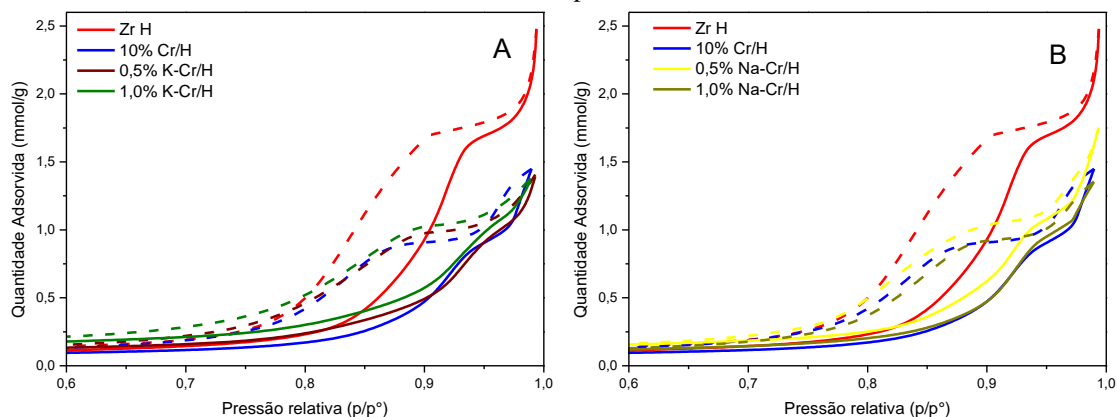 Zr H
10% Cr/H
0,5% K-Cr/H
1,0% K-Cr/H
A
2,5
2,0
1,5
1,0
0,5
0,0
Quantidade Adsorvida (mmol/g)
0,6
0,7
0,8
0,9
1,0
Pressão relativa (p/p°)
Zr H
10% Cr/H
0,5% Na-Cr/H
1,0% Na-Cr/H
B
2,5
2,0
1,5
1,0
0,5
0,0
Quantidade Adsorvida (mmol/g)
0,6
0,7
0,8
0,9
1,0
Pressão relativa (p/p°)